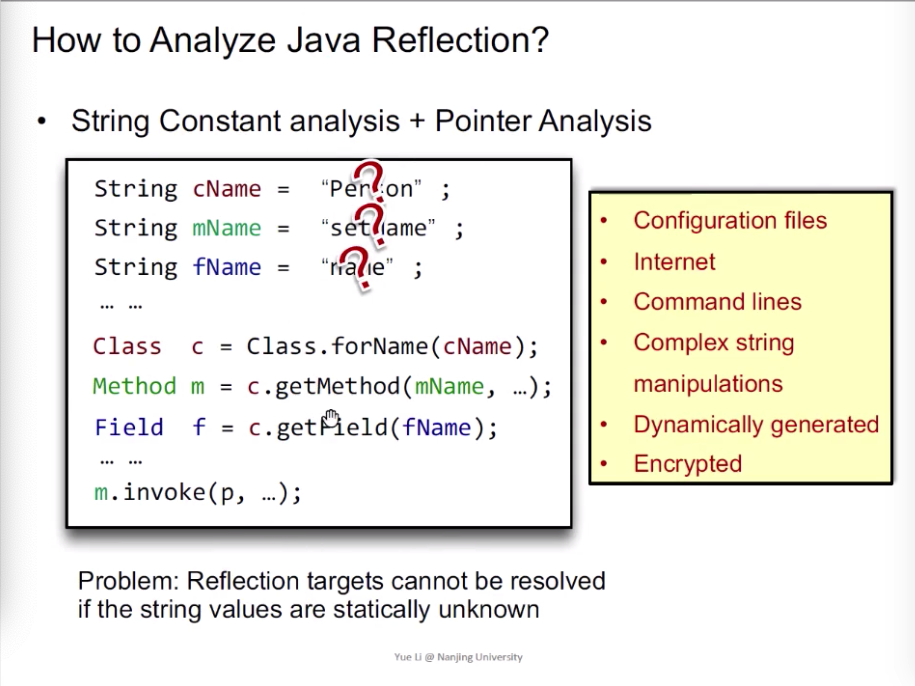 How to Analyze Java Reflection?
• String Constant analysis + Pointer Analysis
String cName = “Person” ;
String mName = “setName” ;
String fName = “name” ;
… …
Class c = Class.forName(cName);
Method m = c.getMethod(mName, …);
Field f = c.getField(fName);
… …
m.invoke(p, …);
• Configuration files
• Internet
• Command lines
• Complex string
manipulations
• Dynamically generated
• Encrypted
Problem: Reflection targets cannot be resolved
if the string values are statically unknown
Yue Li @ Nanjing University